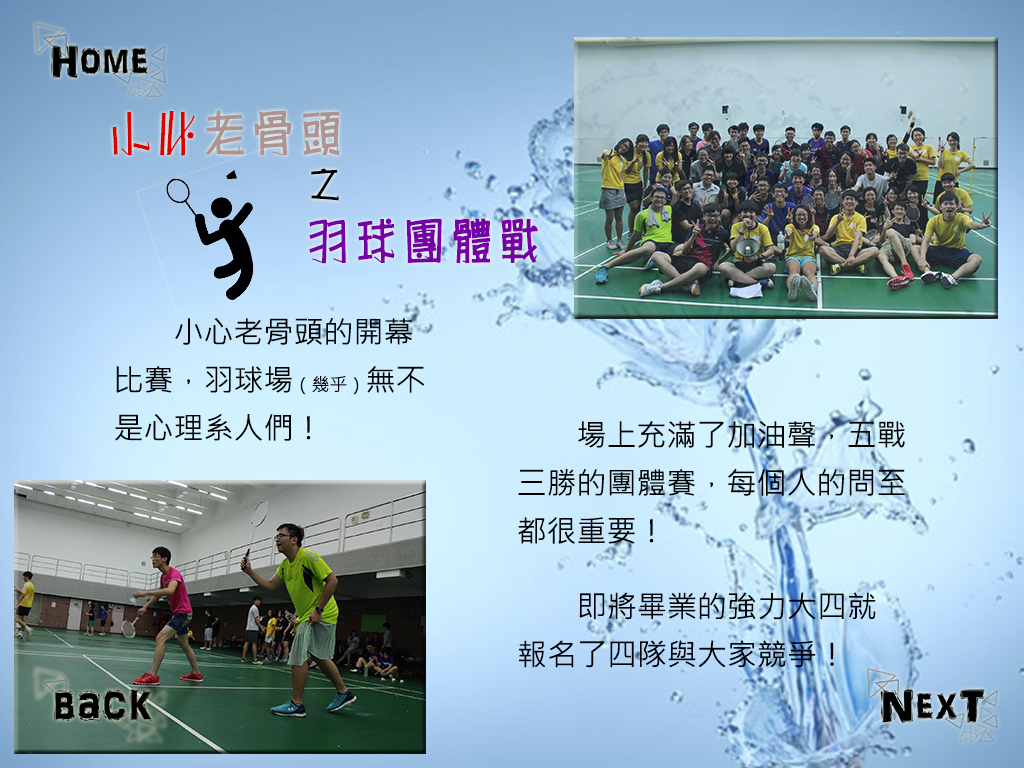 HOME
小心老骨頭
之
羽球團體戰
小心老骨頭的開幕
比賽，羽球場（幾乎）無不
是心理系人們！
場上充滿了加油聲，五戰
三勝的團體賽，每個人的問至
都很重要！
即將畢業的強力大四就
報名了四隊與大家競爭！
BACK
NEXT